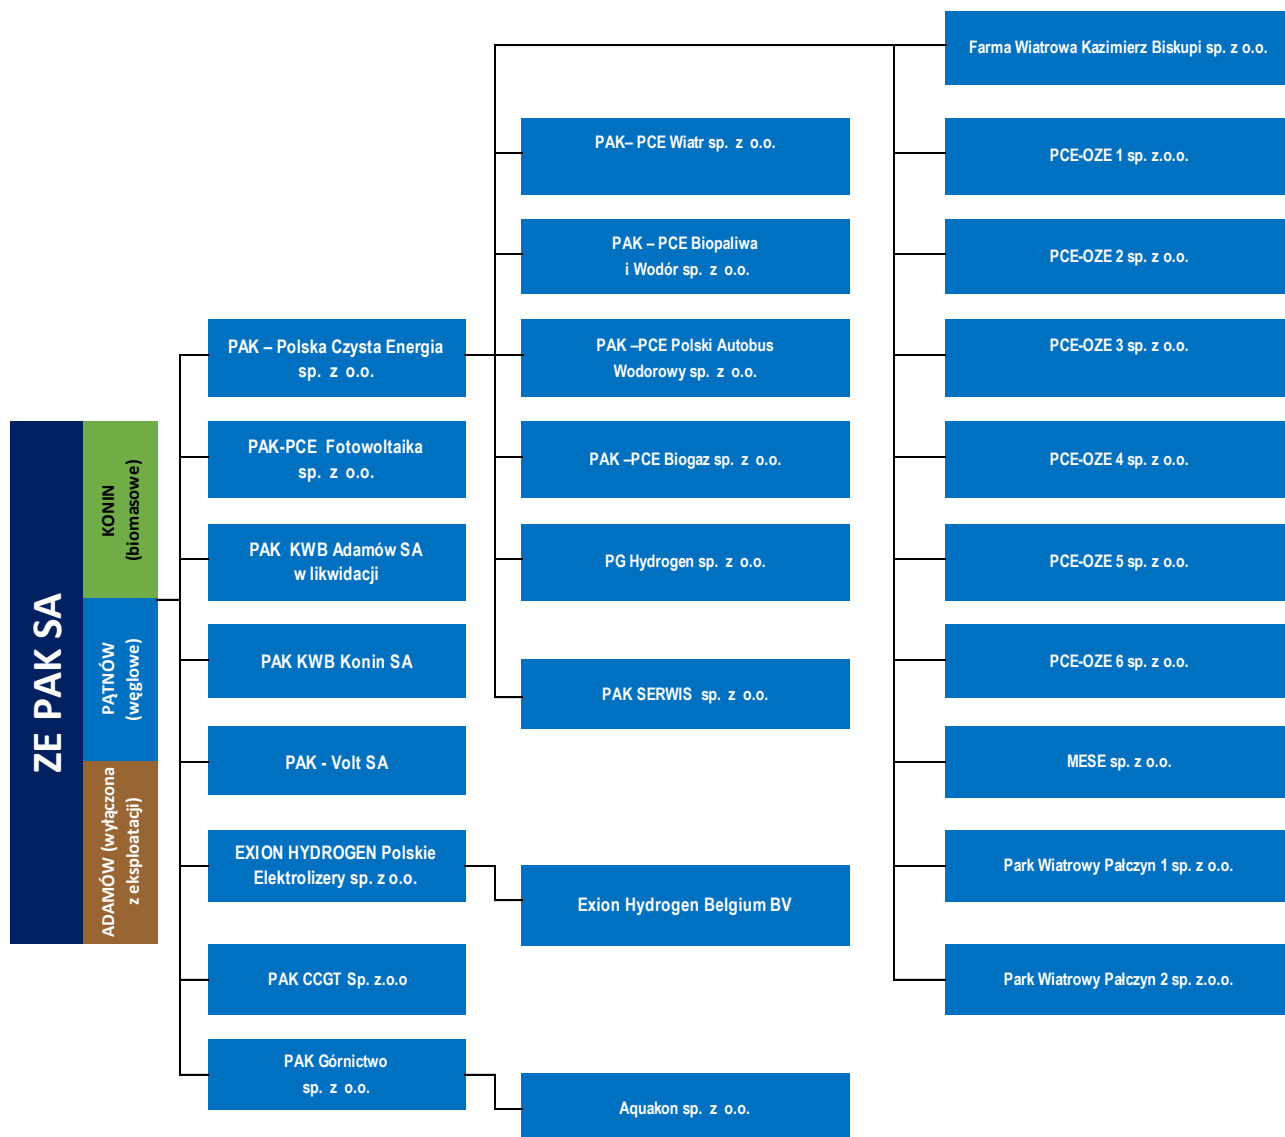 ZE PAK SA
KONIN
(biomasowe)
PĄTNÓW
(węglowe)
ADAMÓW (wyłączona
z eksploatacji)
PAK – Polska Czysta Energia
sp. z o.o.
PAK-PCE Fotowoltaika
sp. z o.o.
PAK KWB Adamów SA
w likwidacji
PAK KWB Konin SA
PAK - Volt SA
EXION HYDROGEN Polskie
Elektrolizery sp. z o.o.
PAK CCGT Sp. z.o.o
PAK Górnictwo
sp. z o.o.
PAK– PCE Wiatr sp. z o.o.
PAK – PCE Biopaliwa
i Wodór sp. z o.o.
PAK –PCE Polski Autobus
Wodorowy sp. z o.o.
PAK –PCE Biogaz sp. z o.o.
PG Hydrogen sp. z o.o.
PAK SERWIS sp. z o.o.
Exion Hydrogen Belgium BV
Aquakon sp. z o.o.
Farma Wiatrowa Kazimierz Biskupi sp. z o.o.
PCE-OZE 1 sp. z.o.o.
PCE-OZE 2 sp. z o.o.
PCE-OZE 3 sp. z o.o.
PCE-OZE 4 sp. z o.o.
PCE-OZE 5 sp. z o.o.
PCE-OZE 6 sp. z o.o.
MESE sp. z o.o.
Park Wiatrowy Pałczyn 1 sp. z o.o.
Park Wiatrowy Pałczyn 2 sp. z.o.o.